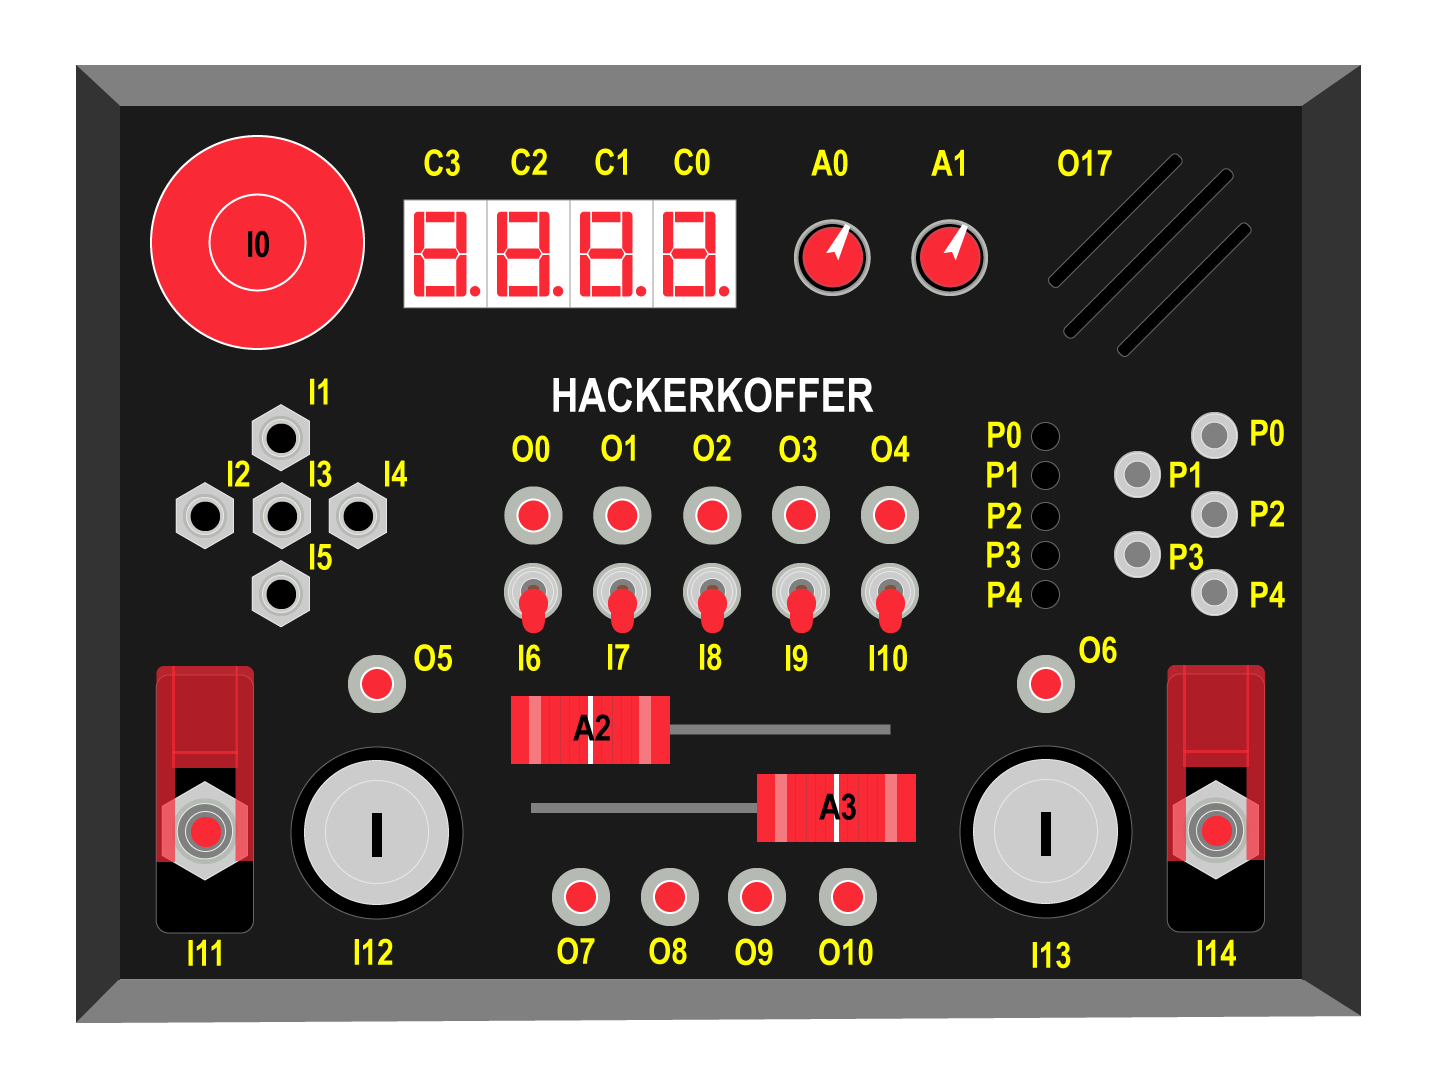 C3 C2 C1 C0 A0 A1 O17
I0
8.8.8.8.
HACKERKOFFER
I1
O0 O1 O2 O3 O4
P0 P0
I2 I3 I4
P1 P1
P2 P2
I5
P3 P3
P4 P4
I6 I7 I8 I9 I10
O5 O6
A2
A3
I I
I11 I12 O7 O8 O9 O10 I13 I14